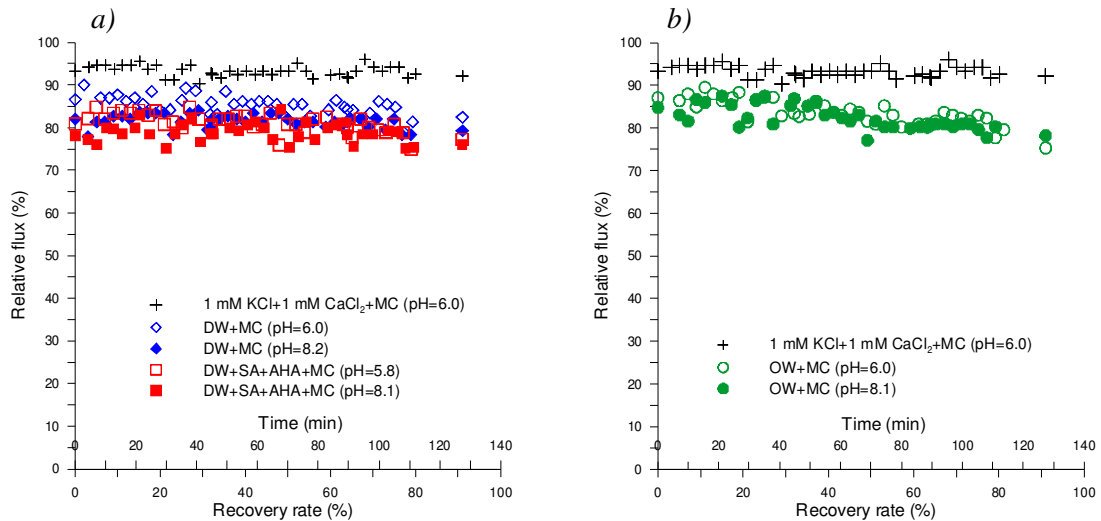 a)
b)
100
90
80
70
60
50
40
30
20
10
0
Relative flux (%)
1 mM KCl+1 mM CaCl₂+MC (pH=6.0)
DW+MC (pH=6.0)
DW+MC (pH=8.2)
DW+SA+AHA+MC (pH=5.8)
DW+SA+AHA+MC (pH=8.1)
Time (min)
0 20 40 60 80 100 120 140
0 20 40 60 80 100
Recovery rate (%)
100
90
80
70
60
50
40
30
20
10
0
Relative flux (%)
1 mM KCl+1 mM CaCl₂+MC (pH=6.0)
OW+MC (pH=6.0)
OW+MC (pH=8.1)
Time (min)
0 20 40 60 80 100 120 140
0 20 40 60 80 100
Recovery rate (%)